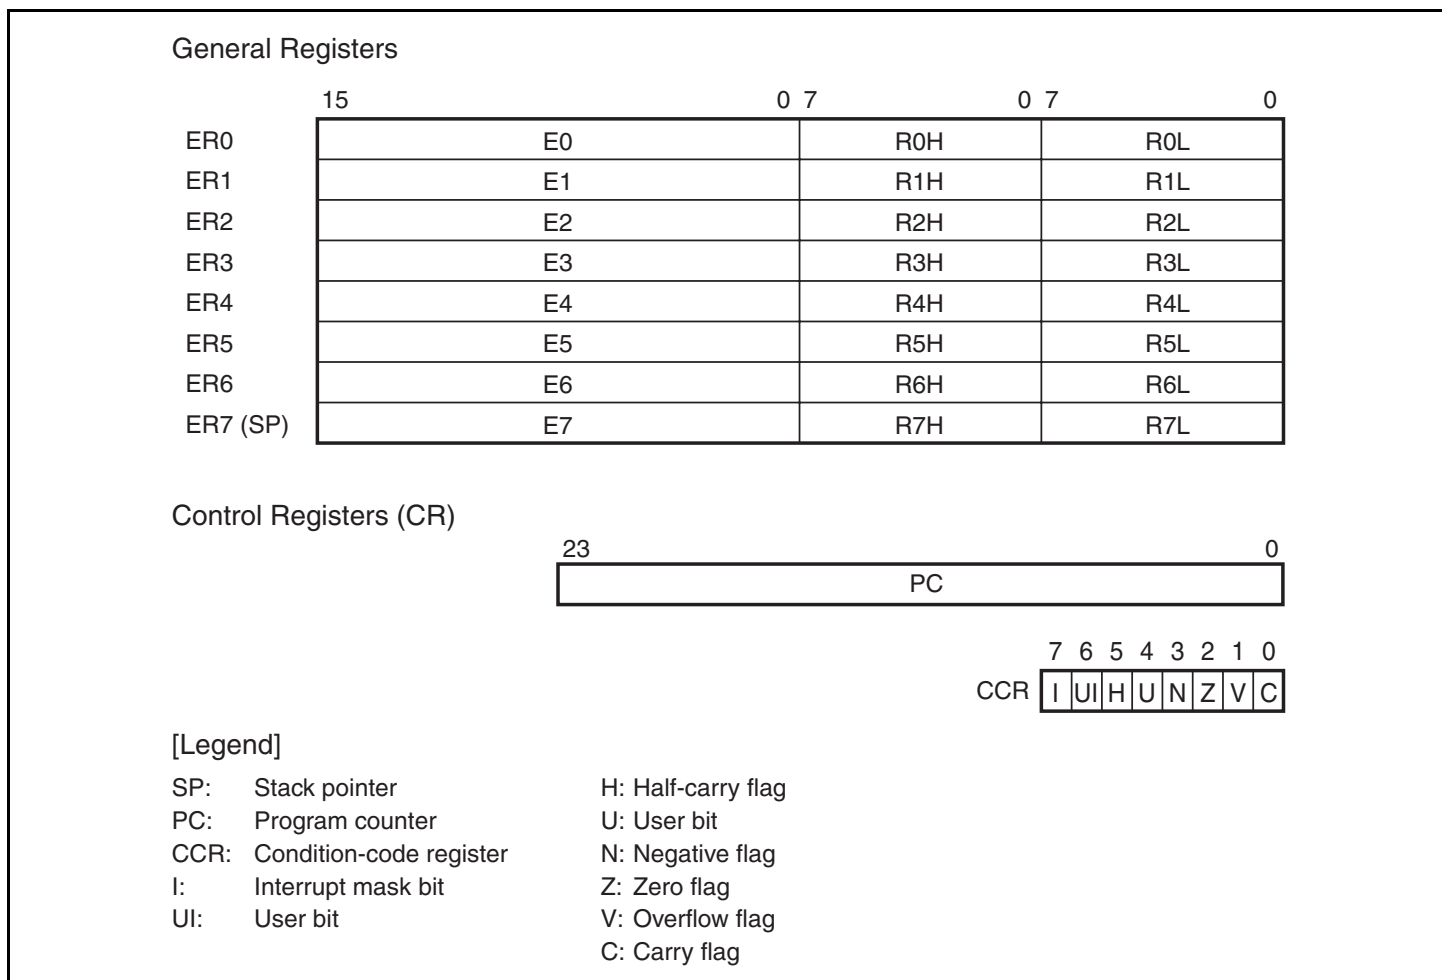 General Registers
15 0 7 0 7 0
ER0 E0 R0H R0L
ER1 E1 R1H R1L
ER2 E2 R2H R2L
ER3 E3 R3H R3L
ER4 E4 R4H R4L
ER5 E5 R5H R5L
ER6 E6 R6H R6L
ER7 (SP) E7 R7H R7L
Control Registers (CR)
23 0
PC
7 6 5 4 3 2 1 0
CCR I UI H U N Z V C
[Legend]
SP: Stack pointer
PC: Program counter
CCR: Condition-code register
I: Interrupt mask bit
UI: User bit
H: Half-carry flag
U: User bit
N: Negative flag
Z: Zero flag
V: Overflow flag
C: Carry flag